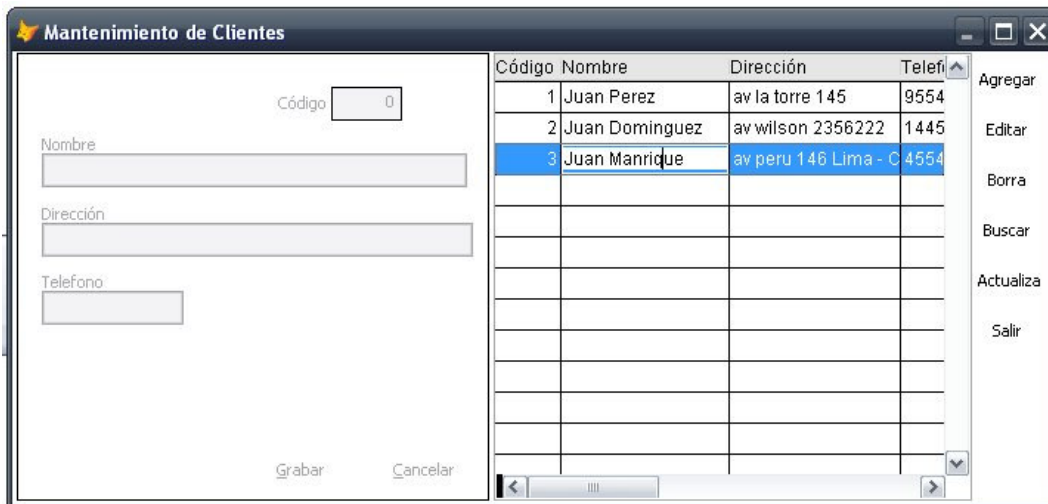 Mantenimiento de Clientes
Código 0
Nombre
Dirección
Telefono
Grabar Cancelar
Código Nombre Dirección Telef
1 Juan Perez av la torre 145 9554
2 Juan Dominguez av wilson 2356222 1445
3 Juan Manrique av peru 146 Lima - C 4554
Agregar
Editar
Borra
Buscar
Actualiza
Salir